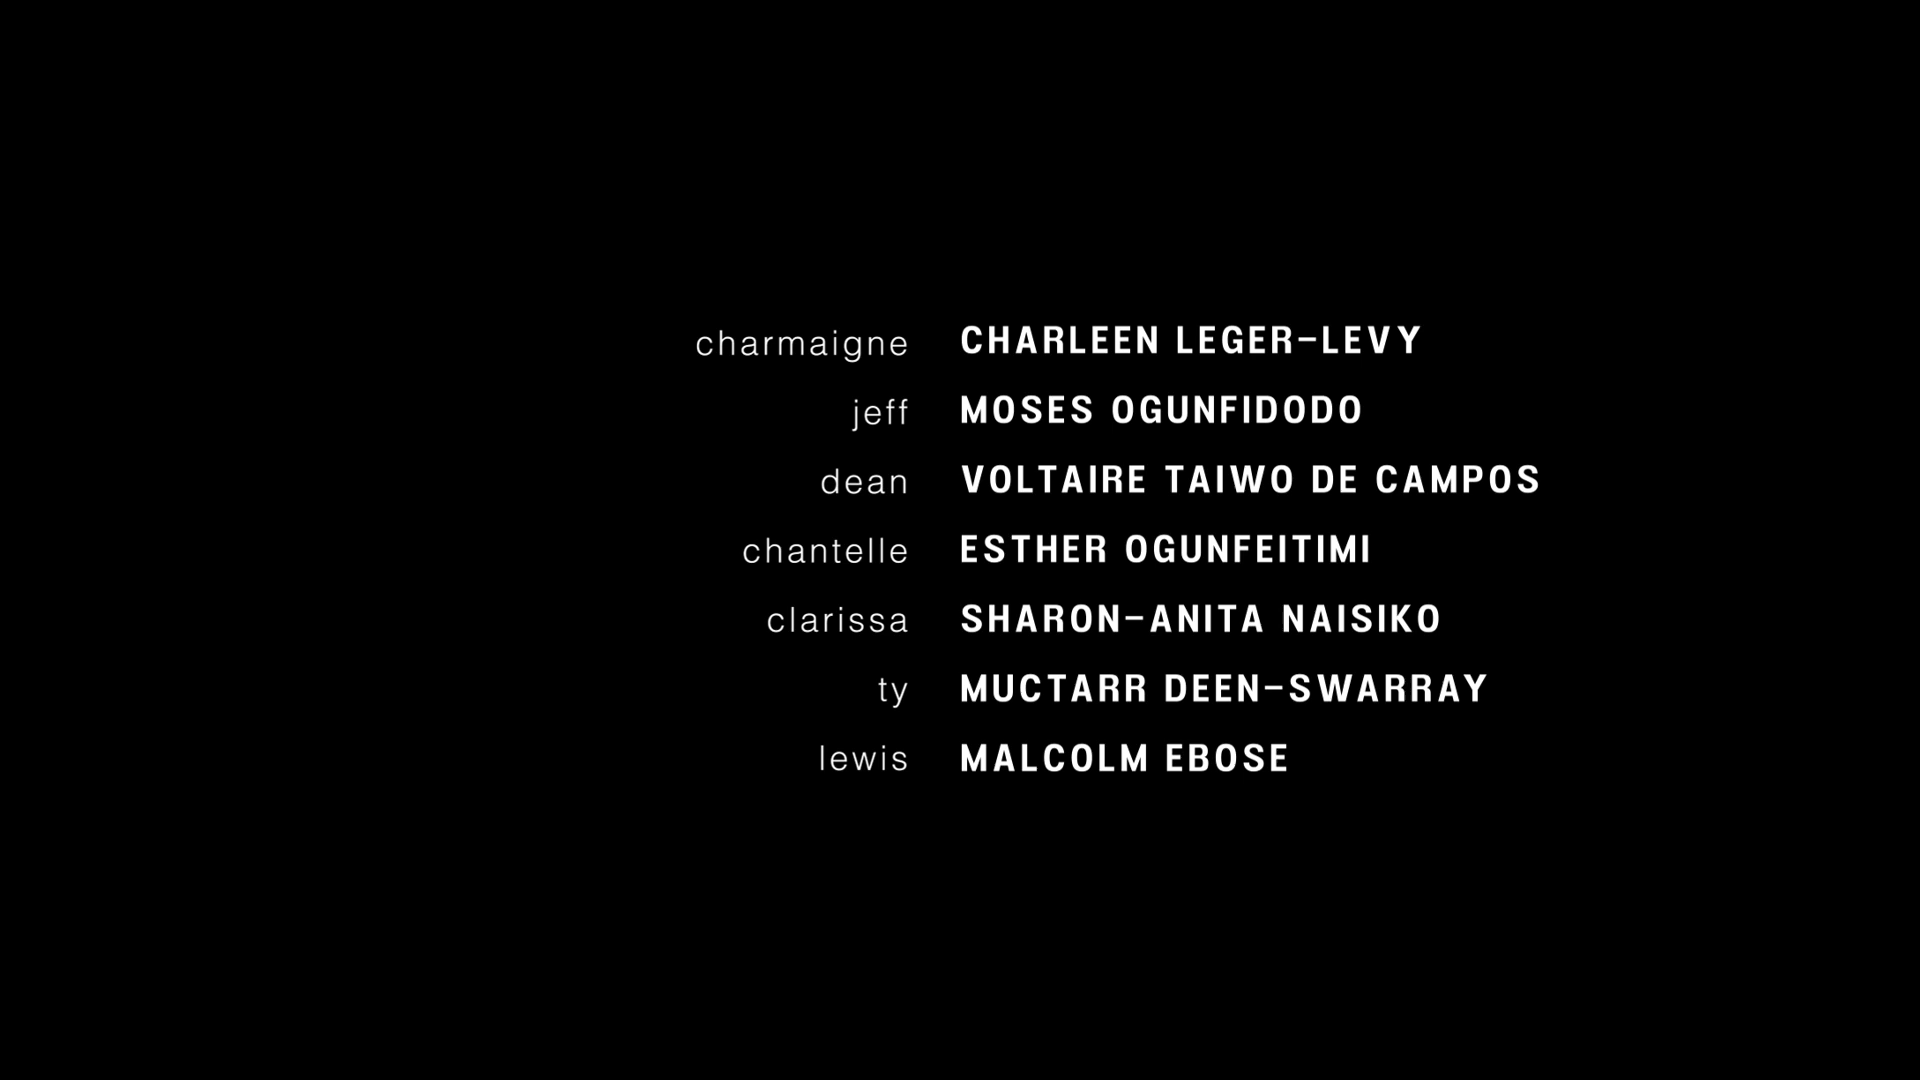 charmaigne CHARLEEN LEGER-LEVY
jeff MOSES OGUNFIDODO
dean VOLTAIRE TAIWO DE CAMPOS
chantelle ESTHER OGUNFEITIMI
clarissa SHARON-ANITA NAISIKO
ty MUCTARR DEEN-SWARRAY
lewis MALCOLM EBOSE